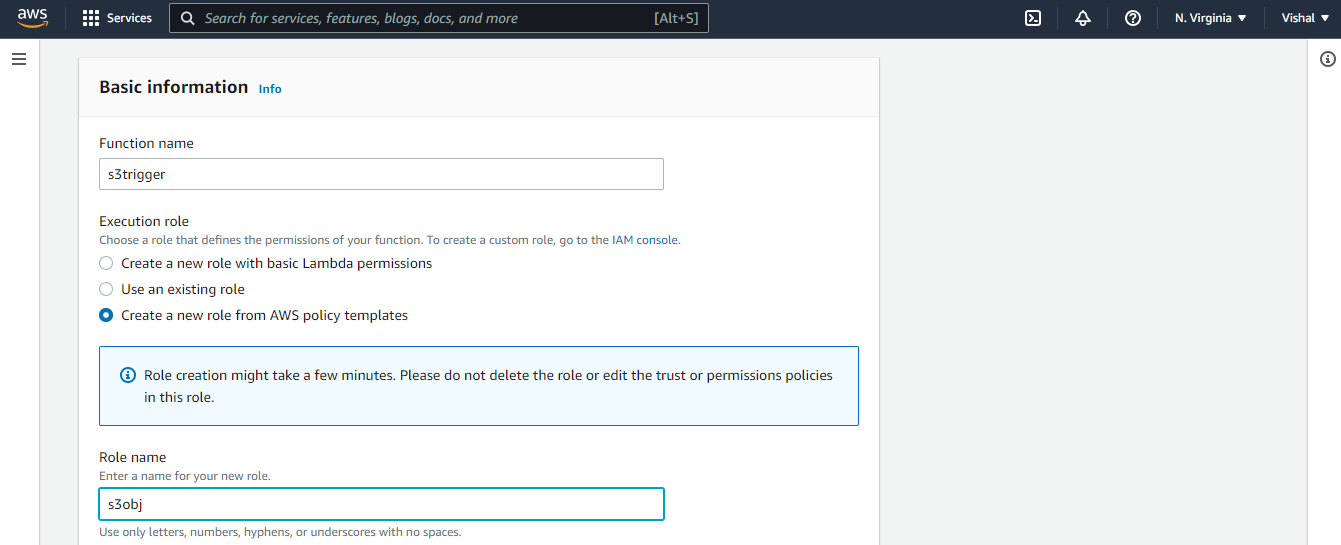 aws
Services
Search for services, features, blogs, docs, and more [Alt+S]
N. Virginia
Vishal
Basic information Info
Function name
s3trigger
Execution role
Choose a role that defines the permissions of your function. To create a custom role, go to the IAM console.
Create a new role with basic Lambda permissions
Use an existing role
Create a new role from AWS policy templates
Role creation might take a few minutes. Please do not delete the role or edit the trust or permissions policies
in this role.
Role name
Enter a name for your new role.
s3obj
Use only letters, numbers, hyphens, or underscores with no spaces.